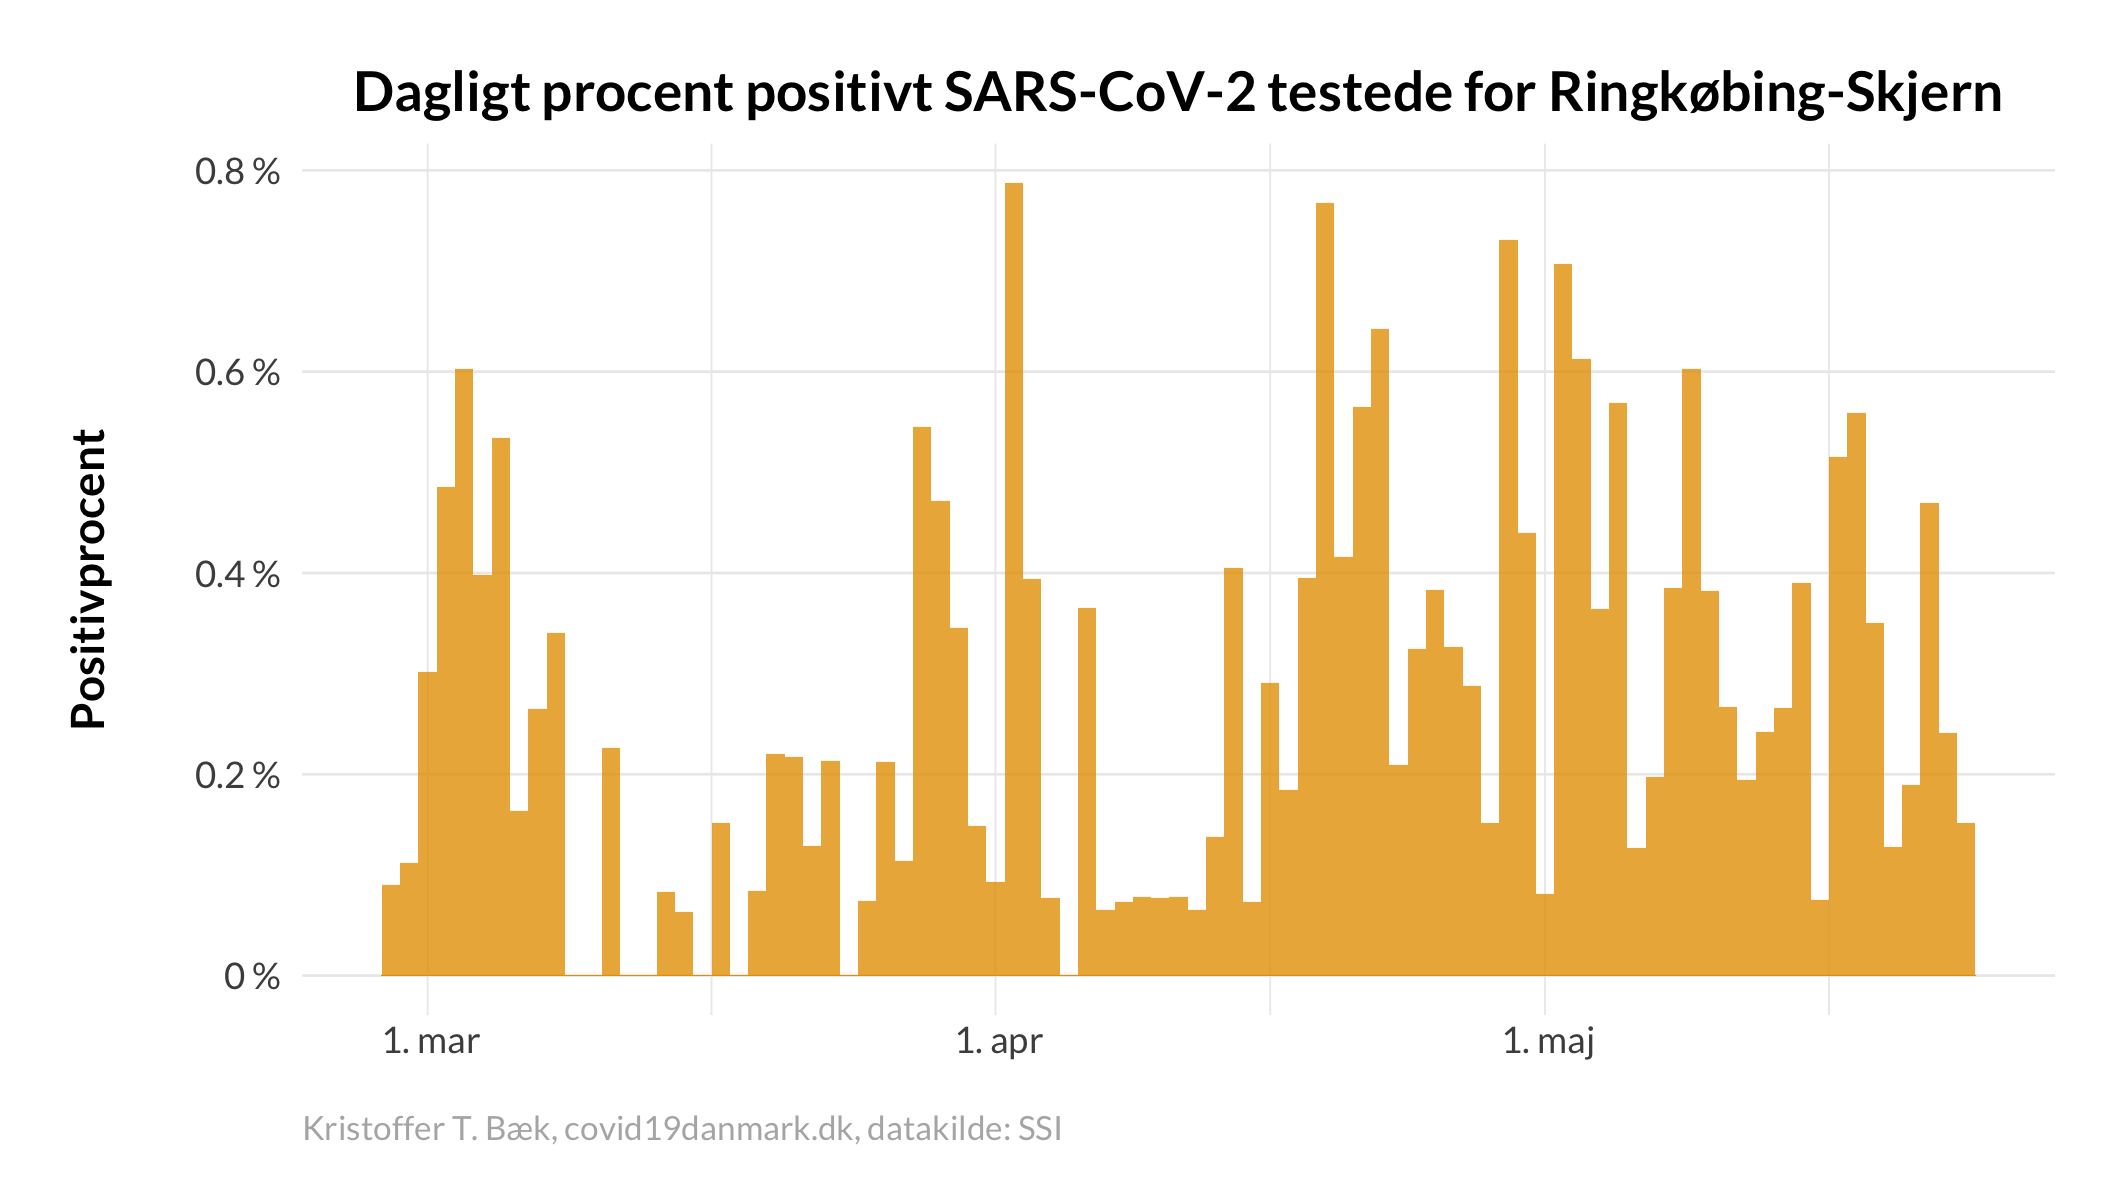 Dagligt procent positivt SARS-CoV-2 testede for Ringkøbing-Skjern
Positivprocent
0.8 %
0.6 %
0.4 %
0.2 %
0 %
1. mar
1. apr
1. maj
Kristoffer T. Bæk, covid19danmark.dk, datakilde: SSI